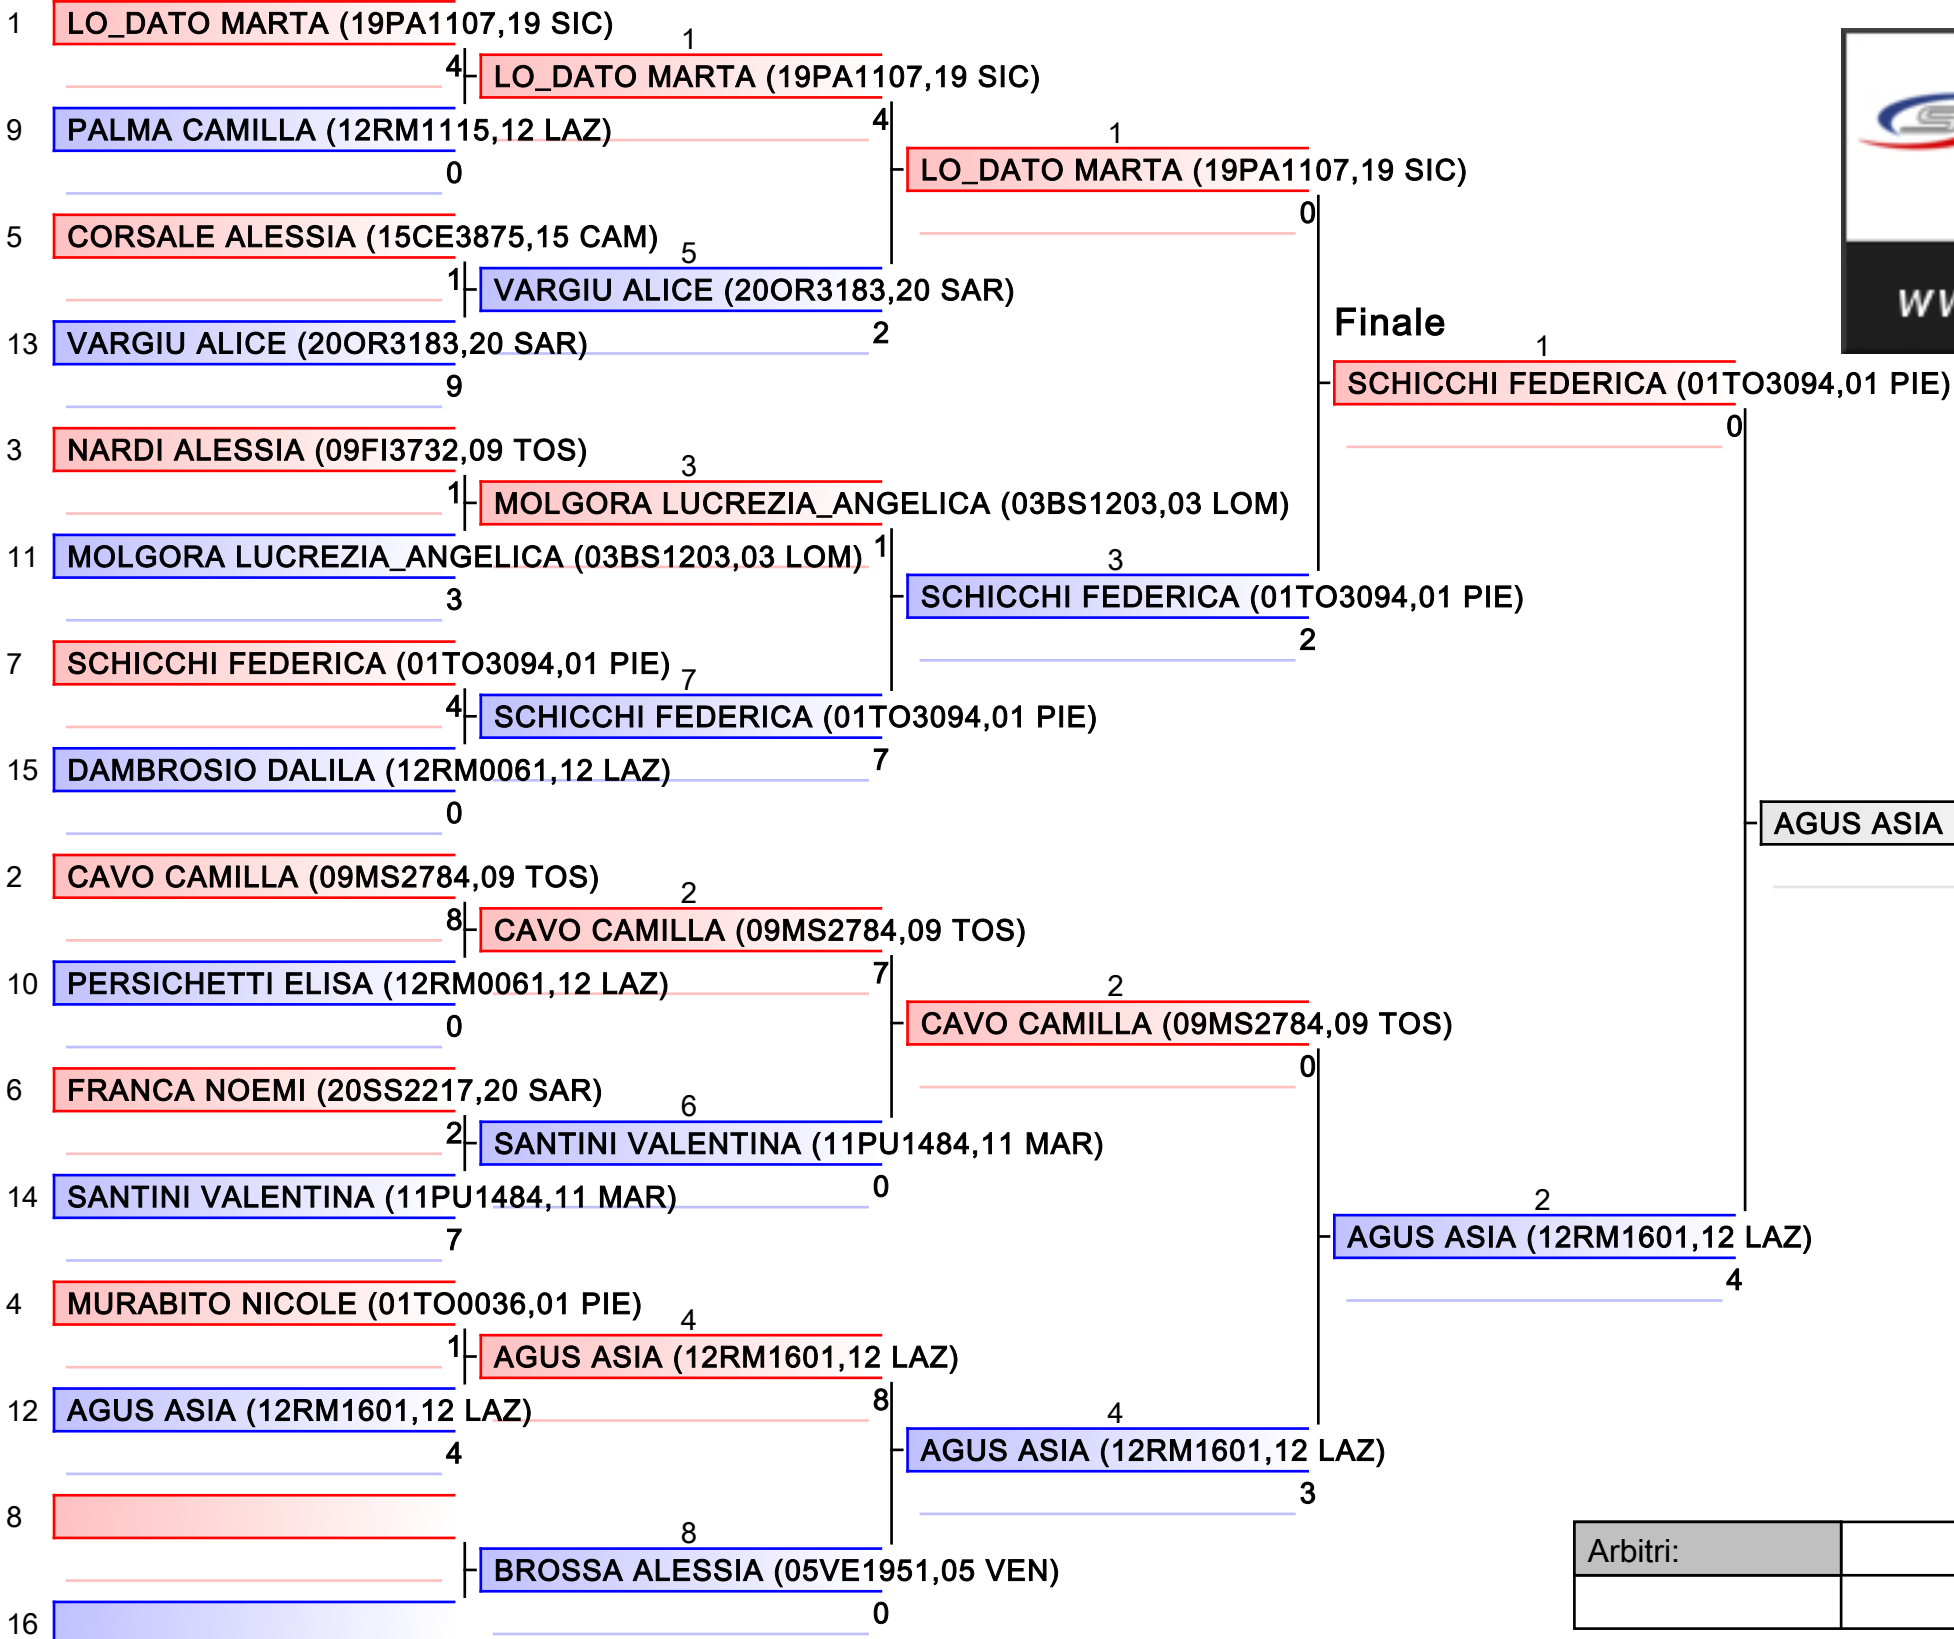 1 LO_DATO MARTA (19PA1107,19 SIC)
4
9 PALMA CAMILLA (12RM1115,12 LAZ)
0
5 CORSALE ALESSIA (15CE3875,15 CAM)
1
13 VARGIU ALICE (20OR3183,20 SAR)
9
3 NARDI ALESSIA (09FI3732,09 TOS)
1
11 MOLGORA LUCREZIA_ANGELICA (03BS1203,03 LOM)
3
7 SCHICCHI FEDERICA (01TO3094,01 PIE)
4
15 DAMBROSIO DALILA (12RM0061,12 LAZ)
0
2 CAVO CAMILLA (09MS2784,09 TOS)
8
10 PERSICHETTI ELISA (12RM0061,12 LAZ)
0
6 FRANCA NOEMI (20SS2217,20 SAR)
2
14 SANTINI VALENTINA (11PU1484,11 MAR)
7
4 MURABITO NICOLE (01TO0036,01 PIE)
1
12 AGUS ASIA (12RM1601,12 LAZ)
4
8
16
1
LO_DATO MARTA (19PA1107,19 SIC)
4
5
VARGIU ALICE (20OR3183,20 SAR)
2
3
MOLGORA LUCREZIA_ANGELICA (03BS1203,03 LOM)
1
7
SCHICCHI FEDERICA (01TO3094,01 PIE)
7
2
CAVO CAMILLA (09MS2784,09 TOS)
7
6
SANTINI VALENTINA (11PU1484,11 MAR)
0
4
AGUS ASIA (12RM1601,12 LAZ)
8
8
BROSSA ALESSIA (05VE1951,05 VEN)
0
1
LO_DATO MARTA (19PA1107,19 SIC)
0
3
SCHICCHI FEDERICA (01TO3094,01 PIE)
2
2
CAVO CAMILLA (09MS2784,09 TOS)
0
4
AGUS ASIA (12RM1601,12 LAZ)
3
Finale
1
SCHICCHI FEDERICA (01TO3094,01 PIE)
0
2
AGUS ASIA (12RM1601,12 LAZ)
4
AGUS ASIA
Arbitri: